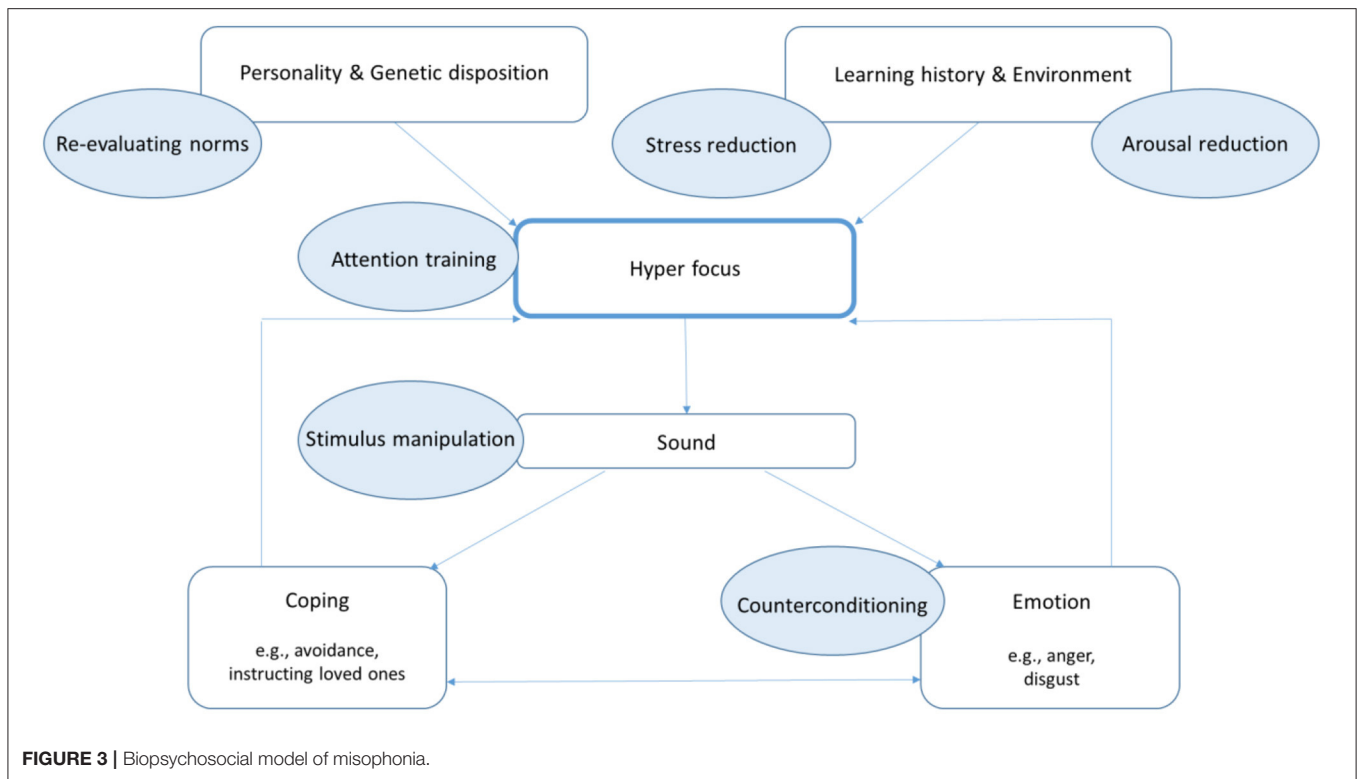 Personality & Genetic disposition
Learning history & Environment
Re-evaluating norms
Stress reduction
Arousal reduction
Attention training
Hyper focus
Stimulus manipulation
Sound
Coping
e.g., avoidance,
instructing loved ones
Counterconditioning
Emotion
e.g., anger,
disgust
FIGURE 3 | Biopsychosocial model of misophonia.